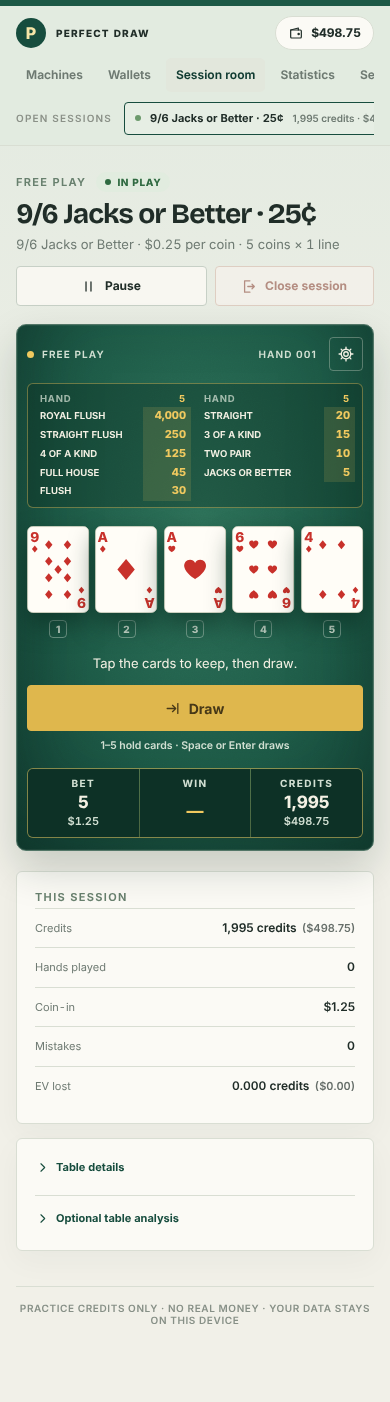 P PERFECT DRAW $498.75
Machines Wallets Session room Statistics Se
OPEN SESSIONS 9/6 Jacks or Better · 25¢ 1,995 credits · $4
FREE PLAY IN PLAY
9/6 Jacks or Better · 25¢
9/6 Jacks or Better · $0.25 per coin · 5 coins × 1 line
Pause Close session
FREE PLAY HAND 001
HAND 5 HAND 5
ROYAL FLUSH 4,000 STRAIGHT 20
STRAIGHT FLUSH 250 3 OF A KIND 15
4 OF A KIND 125 TWO PAIR 10
FULL HOUSE 45 JACKS OR BETTER 5
FLUSH 30
9 A A 6 4
9 A A 6 4
1 2 3 4 5
Tap the cards to keep, then draw.
Draw
1–5 hold cards · Space or Enter draws
BET WIN CREDITS
5 — 1,995
$1.25 $498.75
THIS SESSION
Credits 1,995 credits ($498.75)
Hands played 0
Coin-in $1.25
Mistakes 0
EV lost 0.000 credits ($0.00)
Table details
Optional table analysis
PRACTICE CREDITS ONLY · NO REAL MONEY · YOUR DATA STAYS
ON THIS DEVICE